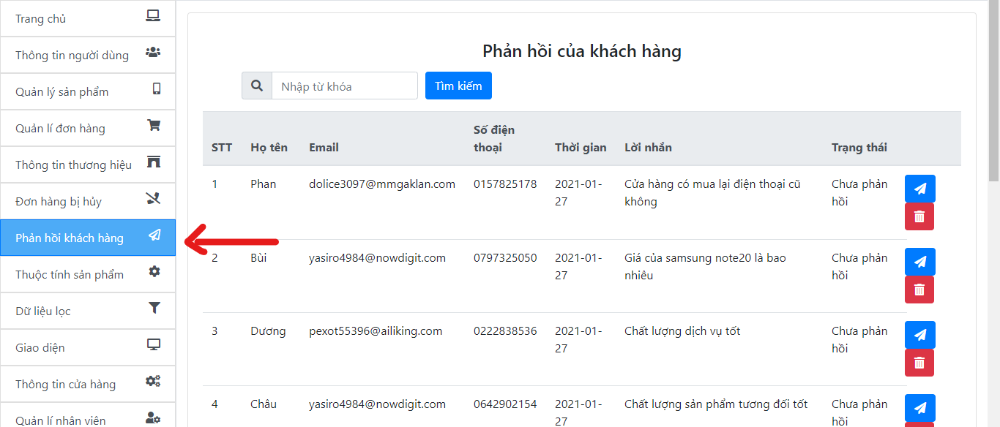 Trang chủ
Thông tin người dùng
Quản lý sản phẩm
Quản lí đơn hàng
Thông tin thương hiệu
Đơn hàng bị hủy
Phản hồi khách hàng
Thuộc tính sản phẩm
Dữ liệu lọc
Giao diện
Thông tin cửa hàng
Quản lí nhân viên
Phản hồi của khách hàng
Nhập từ khóa Tìm kiếm
Số điện
STT Họ tên Email thoại Thời gian Lời nhắn Trạng thái
1 Phan dolice3097@mmgaklan.com 0157825178 2021-01- Cửa hàng có mua lại điện thoại cũ Chưa phản
27 không hồi
2 Bùi yasiro4984@nowdigit.com 0797325050 2021-01- Giá của samsung note20 là bao Chưa phản
27 nhiêu hồi
3 Dương pexot55396@ailiking.com 0222838536 2021-01- Chất lượng dịch vụ tốt Chưa phản
27 hồi
4 Châu yasiro4984@nowdigit.com 0642902154 2021-01- Chất lượng sản phẩm tương đối tốt Chưa phản
27 hồi